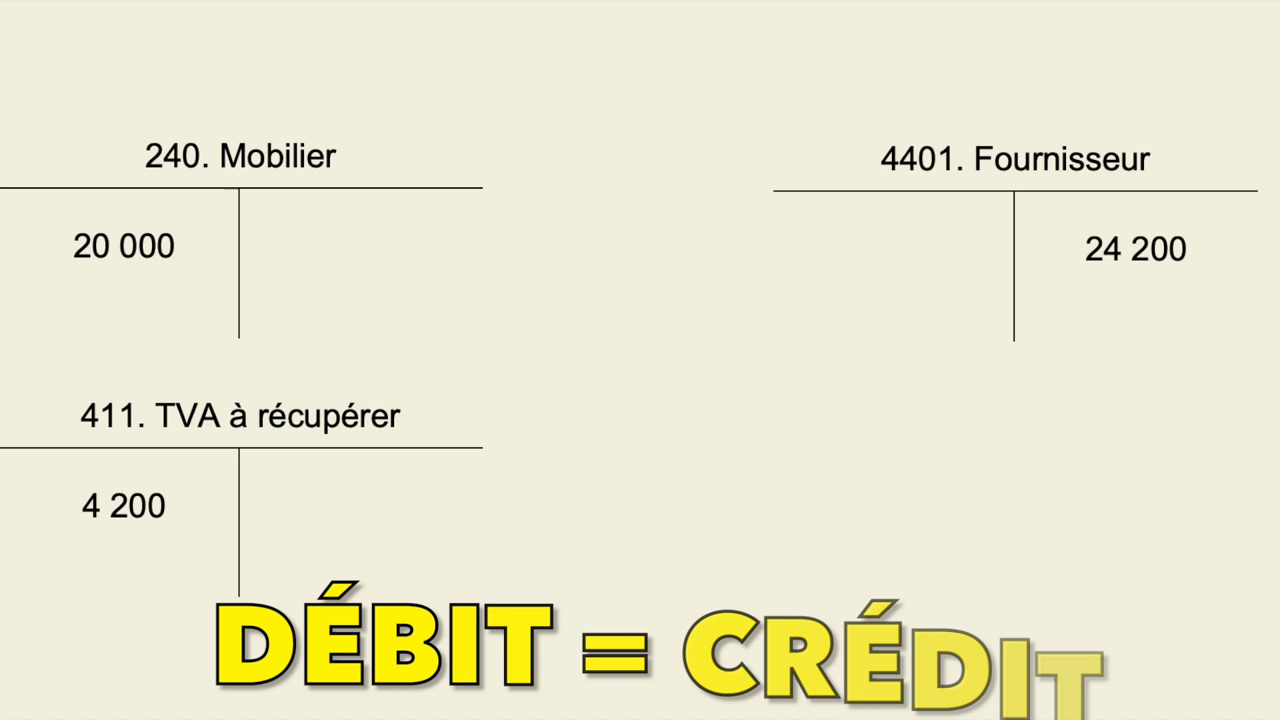 240. Mobilier
4401. Fournisseur
20 000
24 200
411. TVA à récupérer
4 200
DÉBIT = CRÉDIT